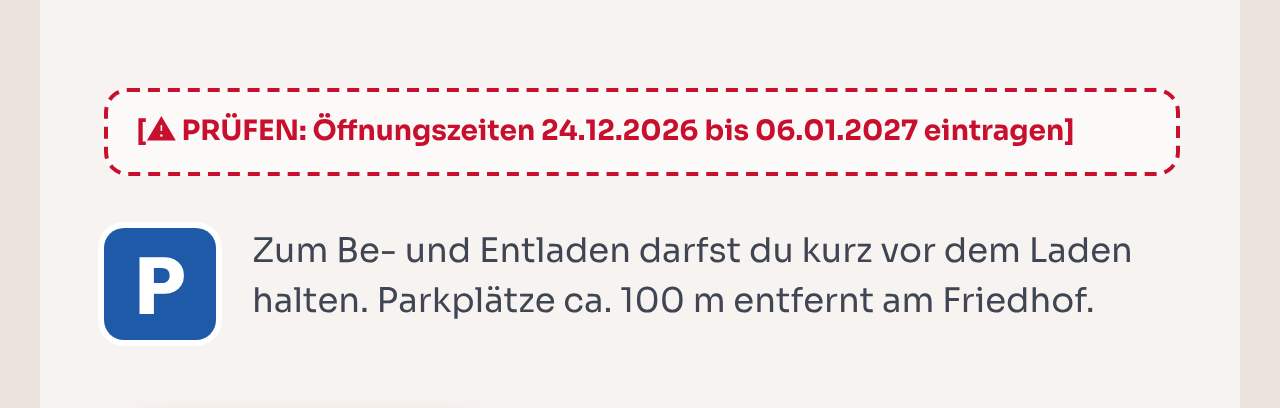 [⚠ PRÜFEN: Öffnungszeiten 24.12.2026 bis 06.01.2027 eintragen]
P
Zum Be- und Entladen darfst du kurz vor dem Laden
halten. Parkplätze ca. 100 m entfernt am Friedhof.